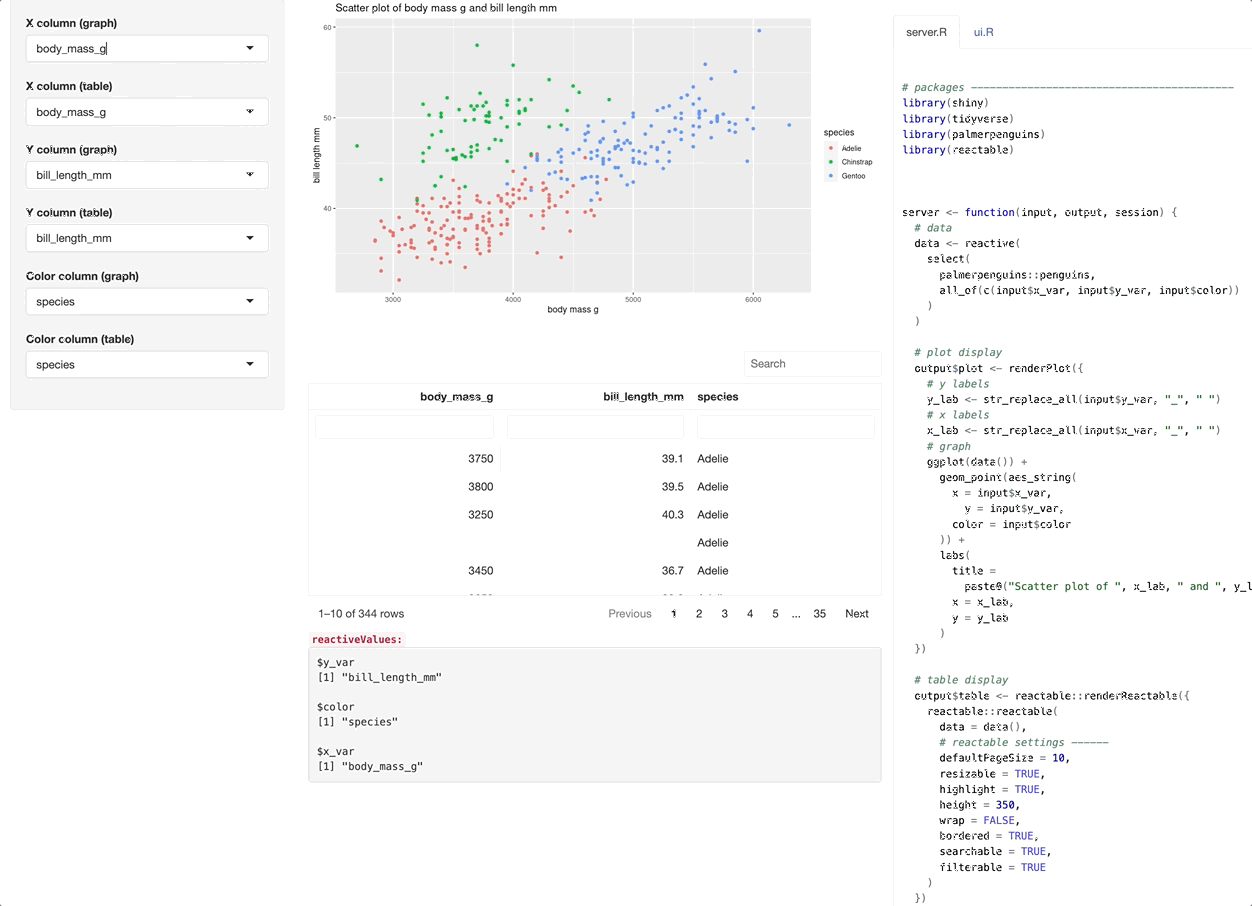 X column (graph)
body_mass_g
X column (table)
body_mass_g
Y column (graph)
bill_length_mm
Y column (table)
bill_length_mm
Color column (graph)
species
Color column (table)
species
Scatter plot of body mass g and bill length mm
60
50
40
bill length mm
3000 4000 5000 6000
body mass g
species
Adelie
Chinstrap
Gentoo
Search
body_mass_g bill_length_mm species
3750 39.1 Adelie
3800 39.5 Adelie
3250 40.3 Adelie
Adelie
3450 36.7 Adelie
1–10 of 344 rows Previous 1 2 3 4 5 ... 35 Next
reactiveValues:
$y_var
[1] "bill_length_mm"
$color
[1] "species"
$x_var
[1] "body_mass_g"
server.R ui.R
# packages ------------------------------------------
library(shiny)
library(tidyverse)
library(palmerpenguins)
library(reactable)
server <- function(input, output, session) {
# data
data <- reactive(
select(
palmerpenguins::penguins,
all_of(c(input$x_var, input$y_var, input$color))
)
)
# plot display
output$plot <- renderPlot({
# y labels
y_lab <- str_replace_all(input$y_var, "_", " ")
# x labels
x_lab <- str_replace_all(input$x_var, "_", " ")
# graph
ggplot(data()) +
geom_point(aes_string(
x = input$x_var,
y = input$y_var,
color = input$color
)) +
labs(
title =
paste0("Scatter plot of ", x_lab, " and ", y_l
x = x_lab,
y = y_lab
)
})
# table display
output$table <- reactable::renderReactable({
reactable::reactable(
data = data(),
# reactable settings ------
defaultPageSize = 10,
resizable = TRUE,
highlight = TRUE,
height = 350,
wrap = FALSE,
bordered = TRUE,
searchable = TRUE,
filterable = TRUE
)
})